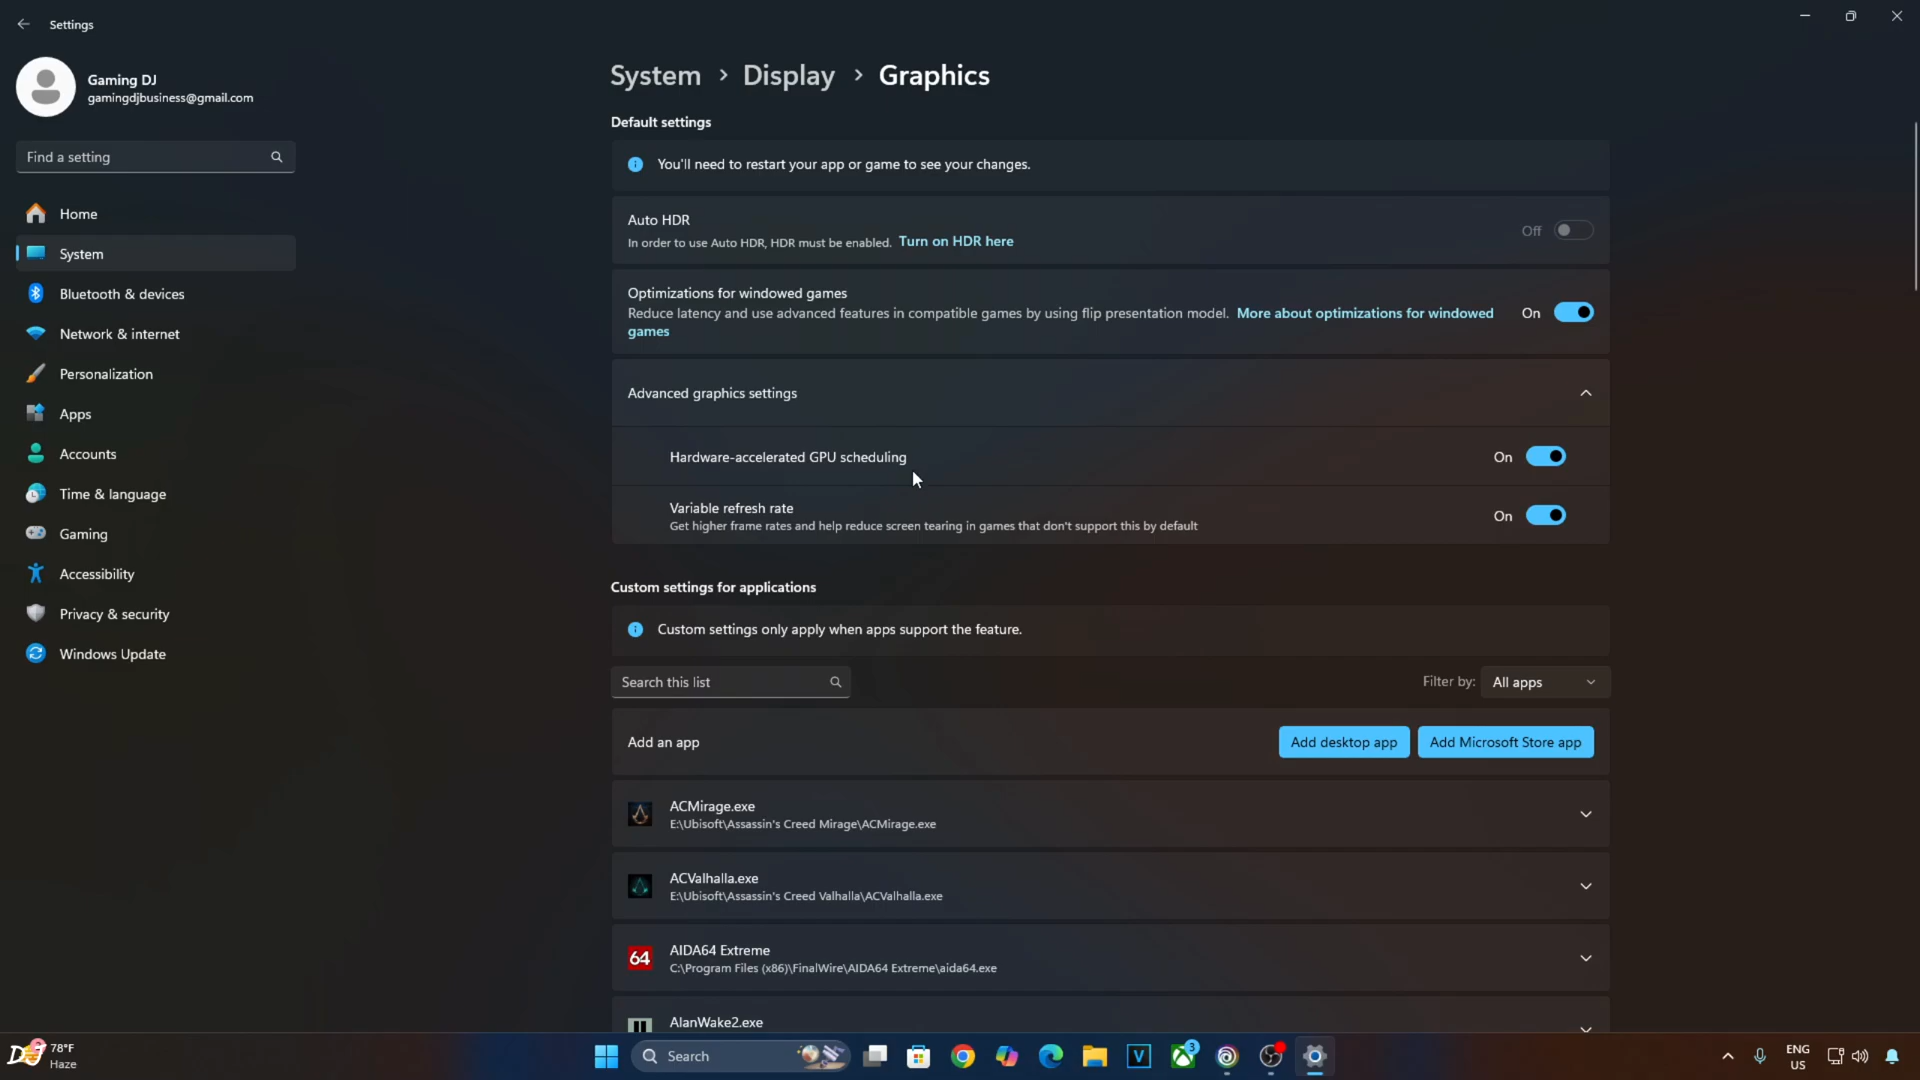 Settings
Gaming DJ
gamingdjbusiness@gmail.com
Find a setting
Home
System
Bluetooth & devices
Network & internet
Personalization
Apps
Accounts
Time & language
Gaming
Accessibility
Privacy & security
Windows Update
System > Display > Graphics
Default settings
You'll need to restart your app or game to see your changes.
Auto HDR
In order to use Auto HDR, HDR must be enabled. Turn on HDR here
Off
Optimizations for windowed games
Reduce latency and use advanced features in compatible games by using flip presentation model. More about optimizations for windowed
games
On
Advanced graphics settings
Hardware-accelerated GPU scheduling
On
Variable refresh rate
Get higher frame rates and help reduce screen tearing in games that don't support this by default
On
Custom settings for applications
Custom settings only apply when apps support the feature.
Search this list
Filter by: All apps
Add an app
Add desktop app
Add Microsoft Store app
ACMirage.exe
E:\Ubisoft\Assassin's Creed Mirage\ACMirage.exe
ACValhalla.exe
E:\Ubisoft\Assassin's Creed Valhalla\ACValhalla.exe
64
AIDA64 Extreme
C:\Program Files (x86)\FinalWire\AIDA64 Extreme\aida64.exe
AlanWake2.exe
DJ
78°F
Haze
Search
V
3
ENG
US